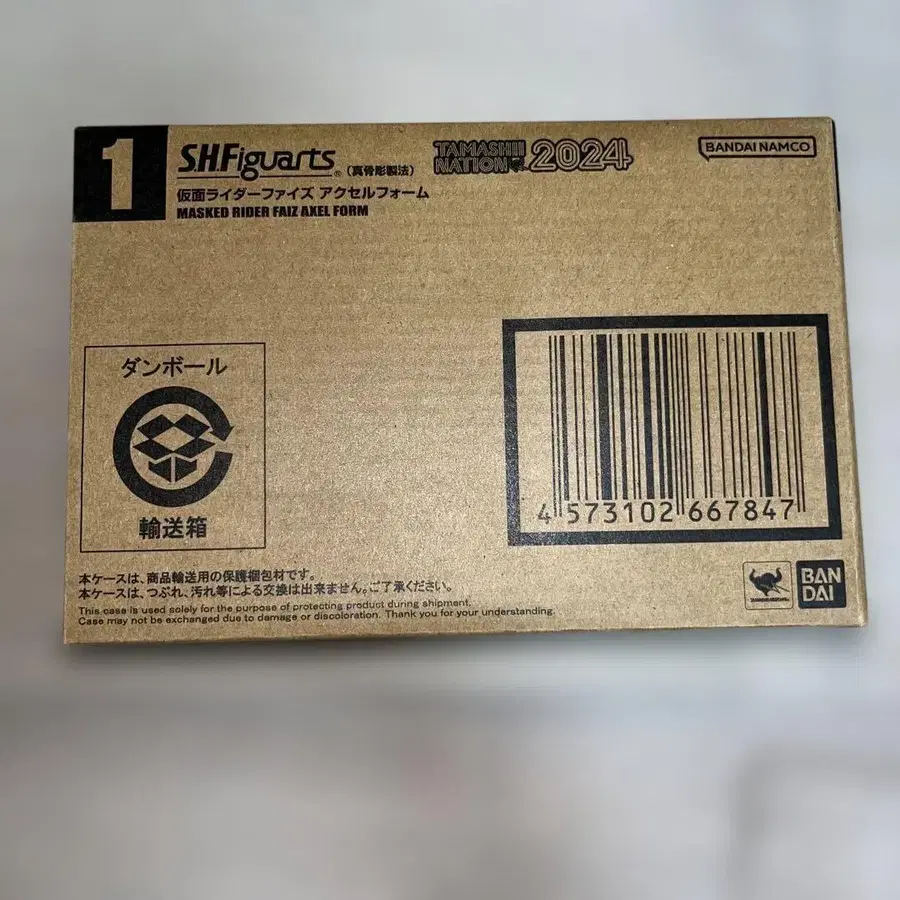 1
S.H.Figuarts® (真骨彫製法)
TAMASHII
NATION 2024
BANDAI NAMCO
仮面ライダーファイズ アクセルフォーム
MASKED RIDER FAIZ AXEL FORM
ダンボール
輸送箱
4 573102 667847
本ケースは、商品輸送用の保護梱包材です。
本ケースは、つぶれ、汚れ等による交換は出来ません。ご了承ください。
This case is used solely for the purpose of protecting product during shipment.
Case may not be exchanged due to damage or discoloration. Thank you for your understanding.
BAN
DAI